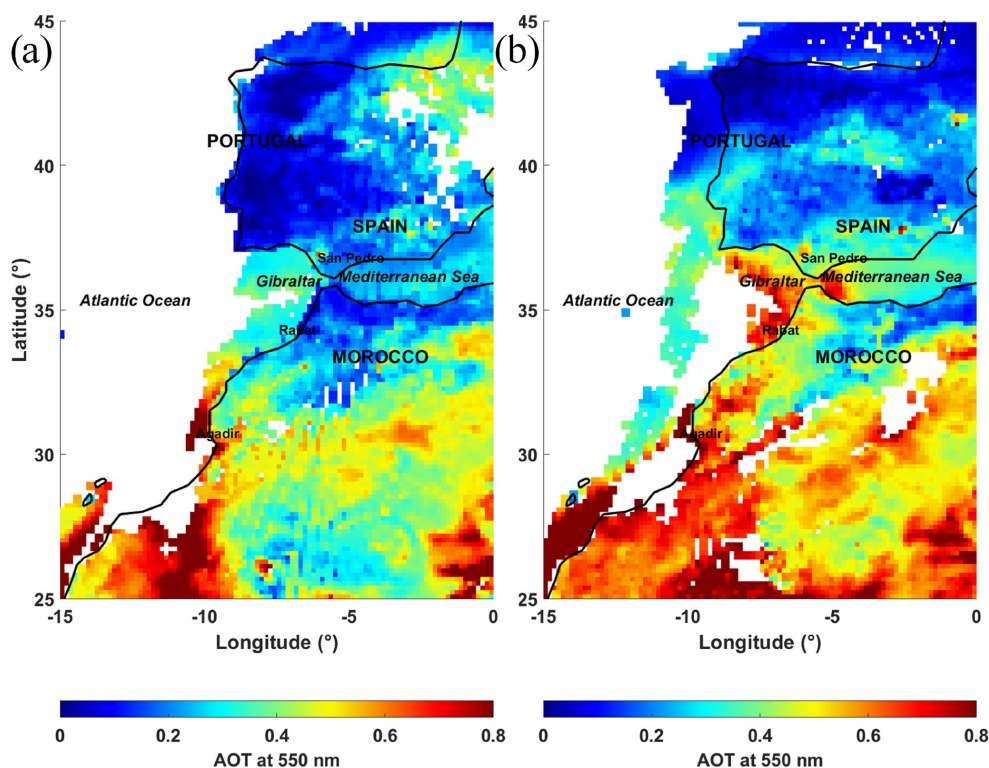 (a)
45
40
35
30
25
Latitude (°)
PORTUGAL
SPAIN
San Pedro
Gibraltar
Mediterranean Sea
Atlantic Ocean
Rabat
MOROCCO
Agadir
-15
-10
-5
0
Longitude (°)
0
0.2
0.4
0.6
0.8
AOT at 550 nm
(b)
45
40
35
30
25
PORTUGAL
SPAIN
San Pedro
Gibraltar
Mediterranean Sea
Atlantic Ocean
Rabat
MOROCCO
Agadir
-15
-10
-5
0
Longitude (°)
0
0.2
0.4
0.6
0.8
AOT at 550 nm